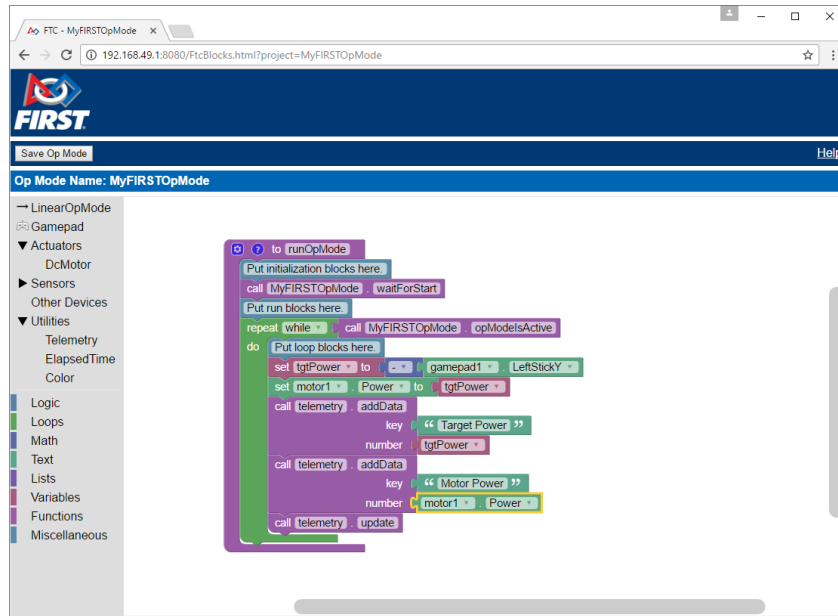 FTC - MyFIRSTOpMode
192.168.49.1:8080/FtcBlocks.html?project=MyFIRSTOpMode
FIRST
Save Op Mode
Help
Op Mode Name: MyFIRSTOpMode
LinearOpMode
Gamepad
Actuators
DcMotor
Sensors
Other Devices
Utilities
Telemetry
ElapsedTime
Color
Logic
Loops
Math
Text
Lists
Variables
Functions
Miscellaneous
to runOpMode
Put initialization blocks here.
call MyFIRSTOpMode . waitForStart
Put run blocks here.
repeat while call MyFIRSTOpMode . opModeIsActive
do Put loop blocks here.
set tgtPower to - gamepad1 . LeftStickY
set motor1 . Power to tgtPower
call telemetry . addData
key “ Target Power ”
number tgtPower
call telemetry . addData
key “ Motor Power ”
number motor1 . Power
call telemetry . update